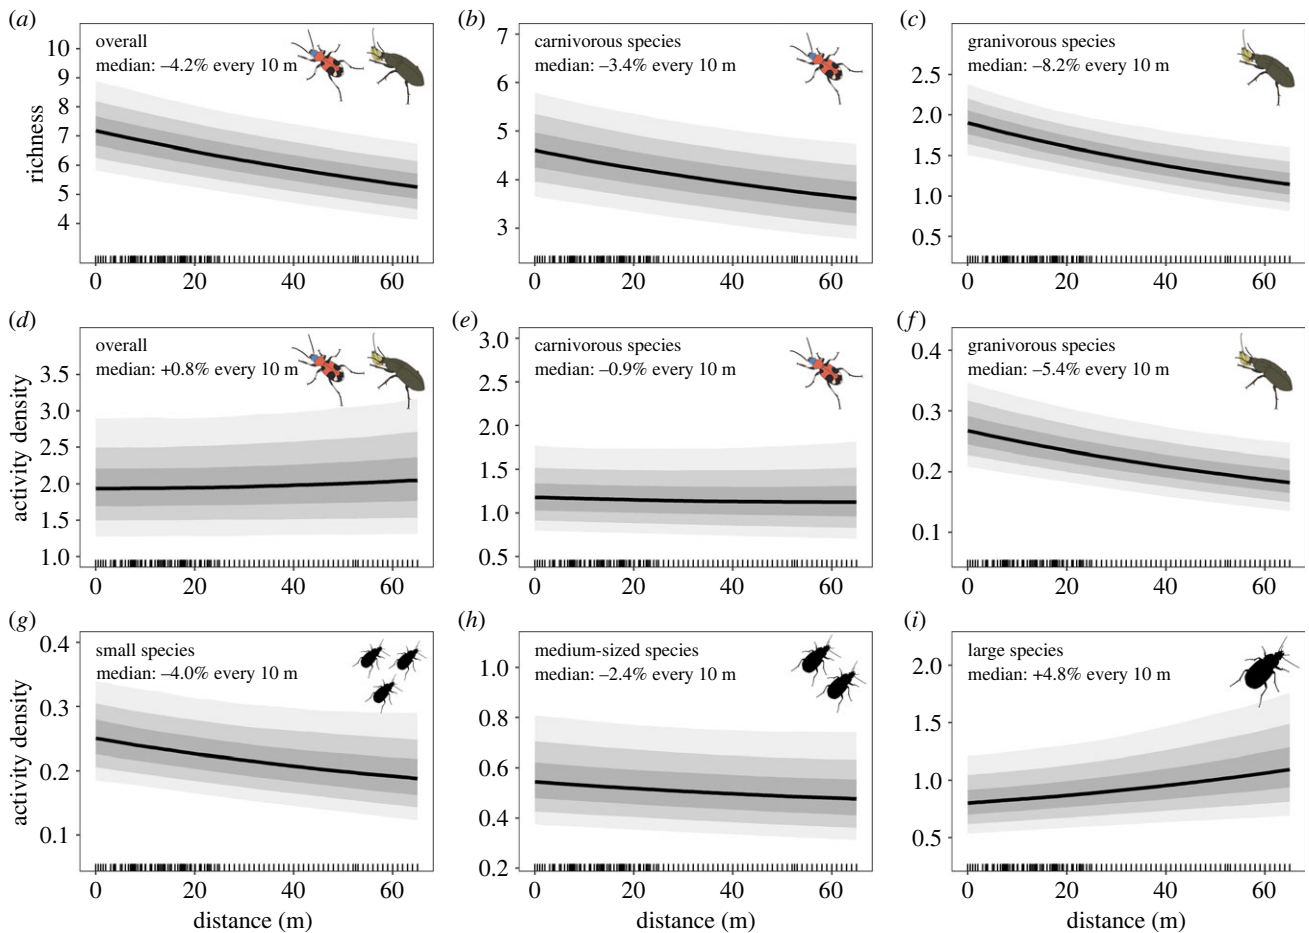 (a)
overall
median: –4.2% every 10 m
richness
10
9
8
7
6
5
4
0 20 40 60
(b)
carnivorous species
median: –3.4% every 10 m
7
6
5
4
3
0 20 40 60
(c)
granivorous species
median: –8.2% every 10 m
2.5
2.0
1.5
1.0
0.5
0 20 40 60
(d)
overall
median: +0.8% every 10 m
activity density
3.5
3.0
2.5
2.0
1.5
1.0
0 20 40 60
(e)
carnivorous species
median: –0.9% every 10 m
3.0
2.5
2.0
1.5
1.0
0.5
0 20 40 60
(f)
granivorous species
median: –5.4% every 10 m
0.4
0.3
0.2
0.1
0 20 40 60
(g)
small species
median: –4.0% every 10 m
activity density
0.4
0.3
0.2
0.1
0 20 40 60
distance (m)
(h)
medium-sized species
median: –2.4% every 10 m
1.0
0.8
0.6
0.4
0.2
0 20 40 60
distance (m)
(i)
large species
median: +4.8% every 10 m
2.0
1.5
1.0
0.5
0 20 40 60
distance (m)